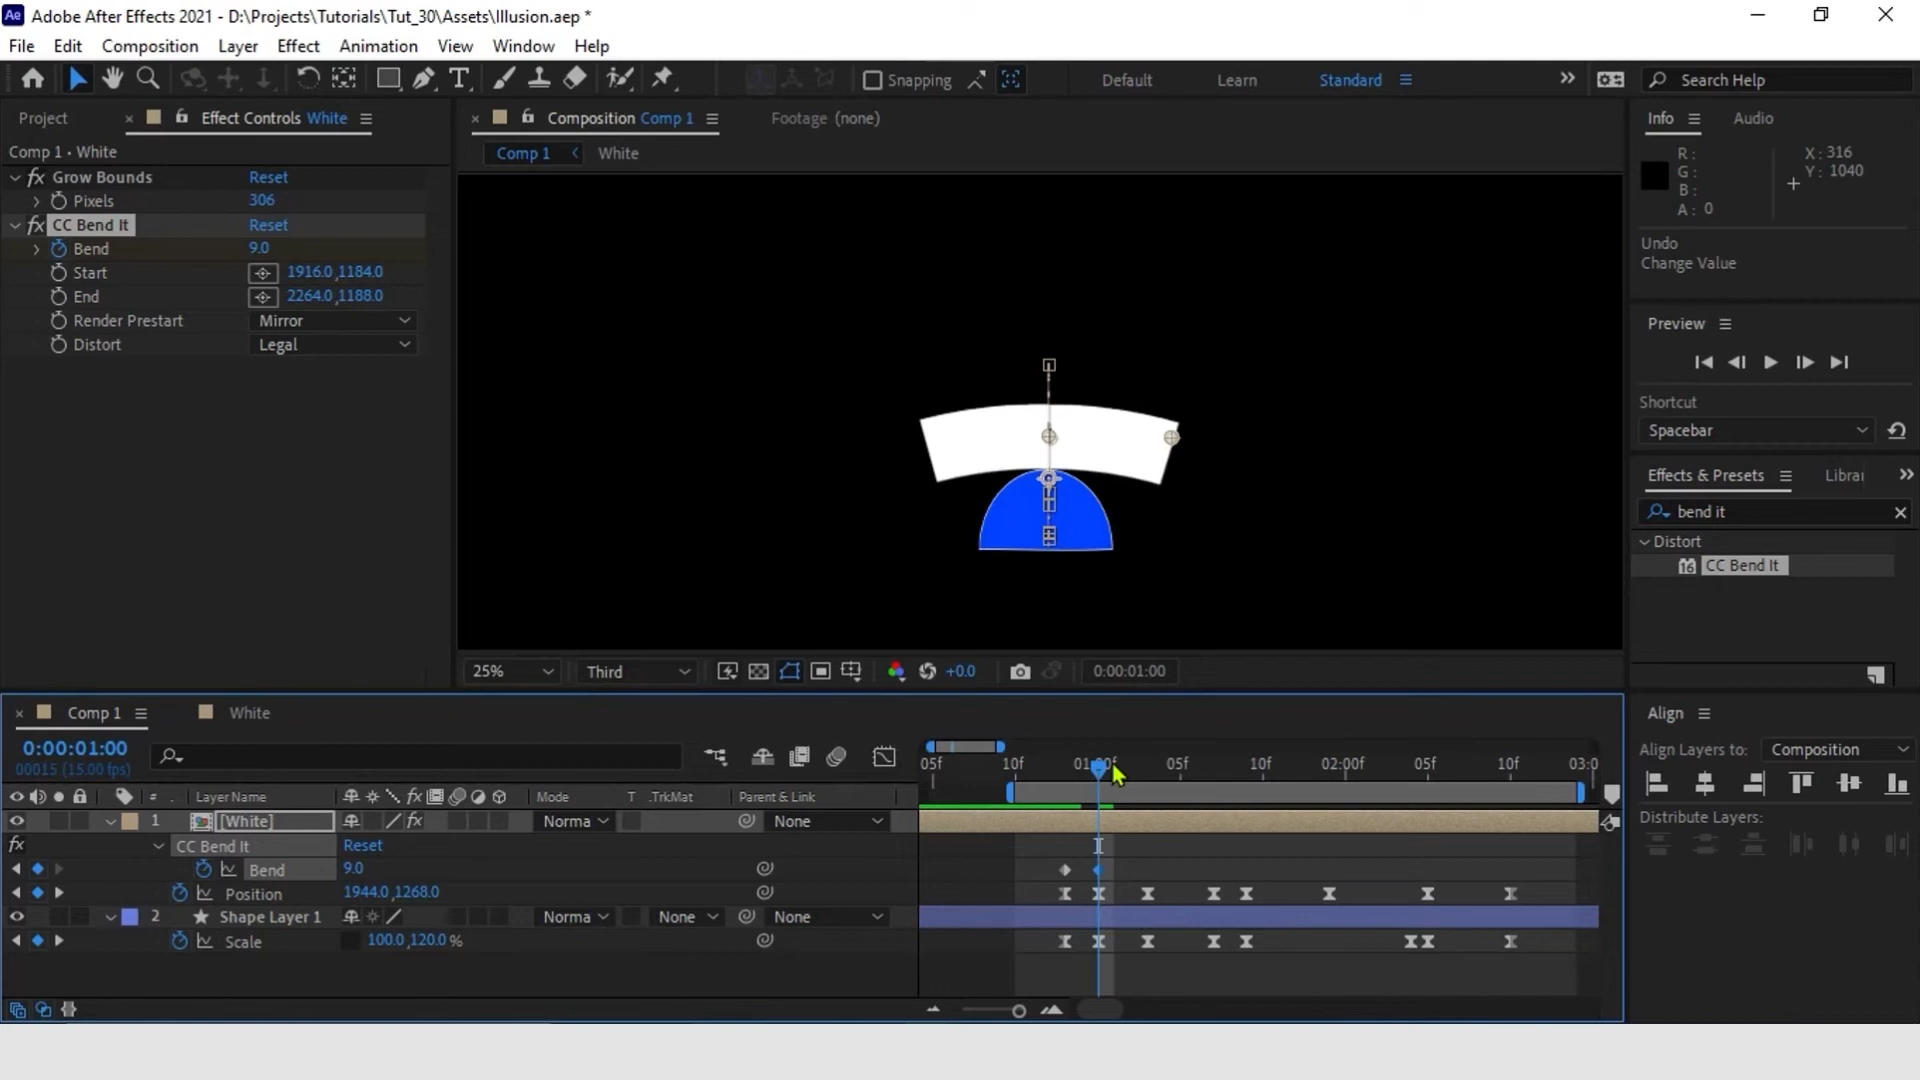 Adobe After Effects 2021 - D:\Projects\Tutorials\Tut_30\Assets\Illusion.aep *
File Edit Composition Layer Effect Animation View Window Help
Snapping Default Learn Standard Search Help
Project Effect Controls White Composition Comp 1 Footage (none) Info Audio
Comp 1 • White
Comp 1 White
R: G: B: A: 0
X: 316
Y: 1040
Grow Bounds Reset
Pixels 306
CC Bend It Reset
Bend 9.0
Start 1916.0,1184.0
End 2264.0,1188.0
Render Prestart Mirror
Distort Legal
Undo
Change Value
Preview
Shortcut
Spacebar
Effects & Presets Librar
bend it
Distort
CC Bend It
25% Third +0.0 0:00:01:00
Comp 1 White
0:00:01:00
00015 (15.00 fps)
05f 10f 01:00f 05f 10f 02:00f 05f 10f 03:0
# Layer Name Mode T .TrkMat Parent & Link
1 [White] Norma None
CC Bend It Reset
Bend 9.0
Position 1944.0,1268.0
2 Shape Layer 1 Norma None None
Scale 100.0,120.0 %
Align
Align Layers to: Composition
Distribute Layers: